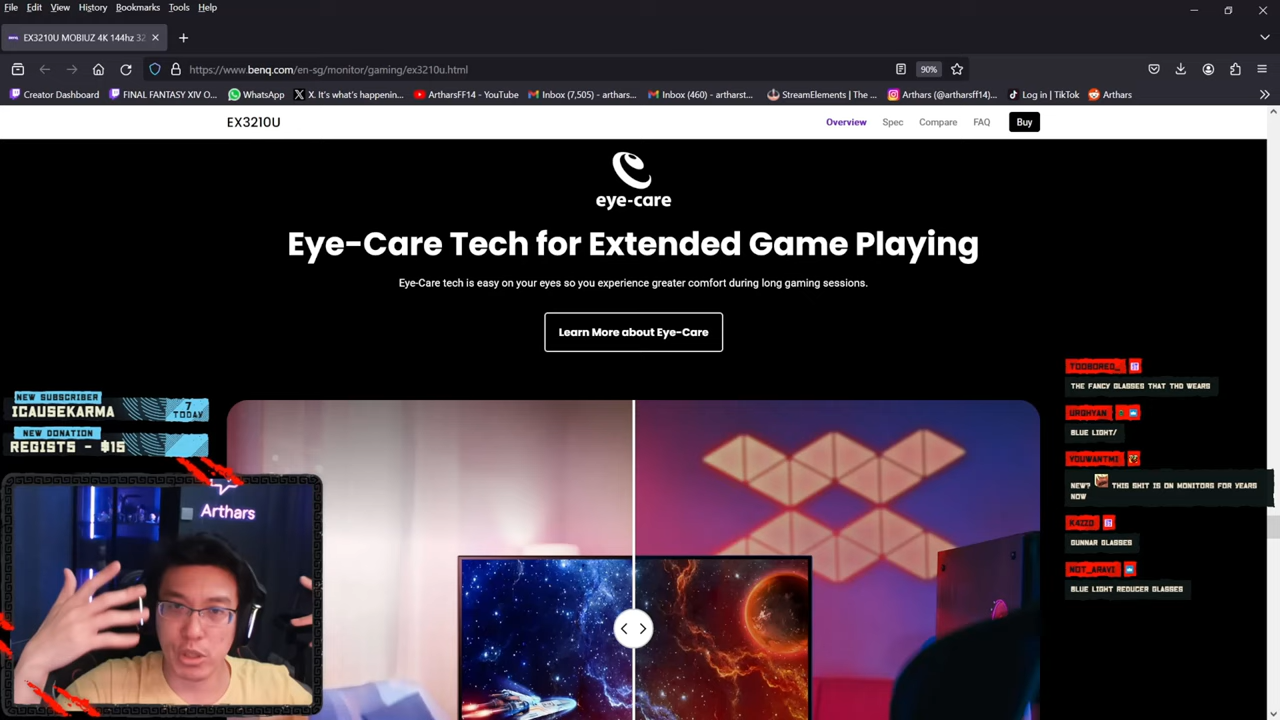 File Edit View History Bookmarks Tools Help
EX3210U MOBIUZ 4K 144hz 32
https://www.benq.com/en-sg/monitor/gaming/ex3210u.html
90%
Creator Dashboard
FINAL FANTASY XIV O...
WhatsApp
X. It's what's happenin...
ArtharsFF14 - YouTube
Inbox (7,505) - arthars...
Inbox (460) - artharst...
StreamElements | The ...
Arthars (@artharsff14)...
Log in | TikTok
Arthars
EX3210U
Overview
Spec
Compare
FAQ
Buy
eye-care
Eye-Care Tech for Extended Game Playing
Eye-Care tech is easy on your eyes so you experience greater comfort during long gaming sessions.
Learn More about Eye-Care
NEW SUBSCRIBER
ICAUSEKARMA
7
TODAY
NEW DONATION
REGISTS - $15
Arthars
TOOBORED_
THE FANCY GLASSES THAT THD WEARS
URGHYAN
BLUE LIGHT/
YOUWANTMI
NEW? THIS SHIT IS ON MONITORS FOR YEARS
NOW
K4ZZO
GUNNAR GLASSES
NOT_ARAVI
BLUE LIGHT REDUCER GLASSES